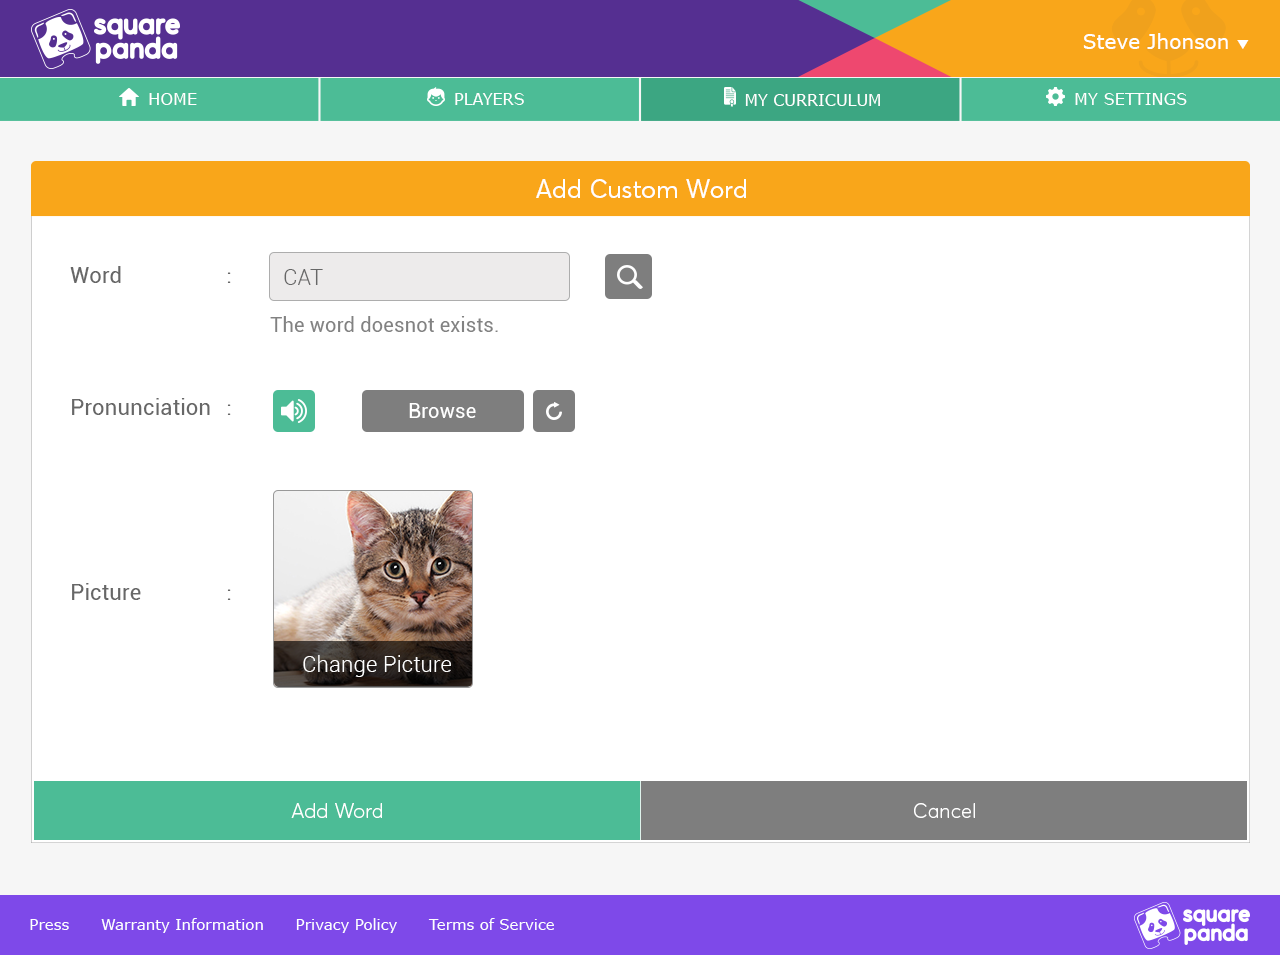 square
panda
Steve Jhonson
HOME
PLAYERS
MY CURRICULUM
MY SETTINGS
Add Custom Word
Word :
CAT
The word doesnot exists.
Pronunciation :
Browse
Picture :
Change Picture
Add Word
Cancel
Press
Warranty Information
Privacy Policy
Terms of Service
square
panda